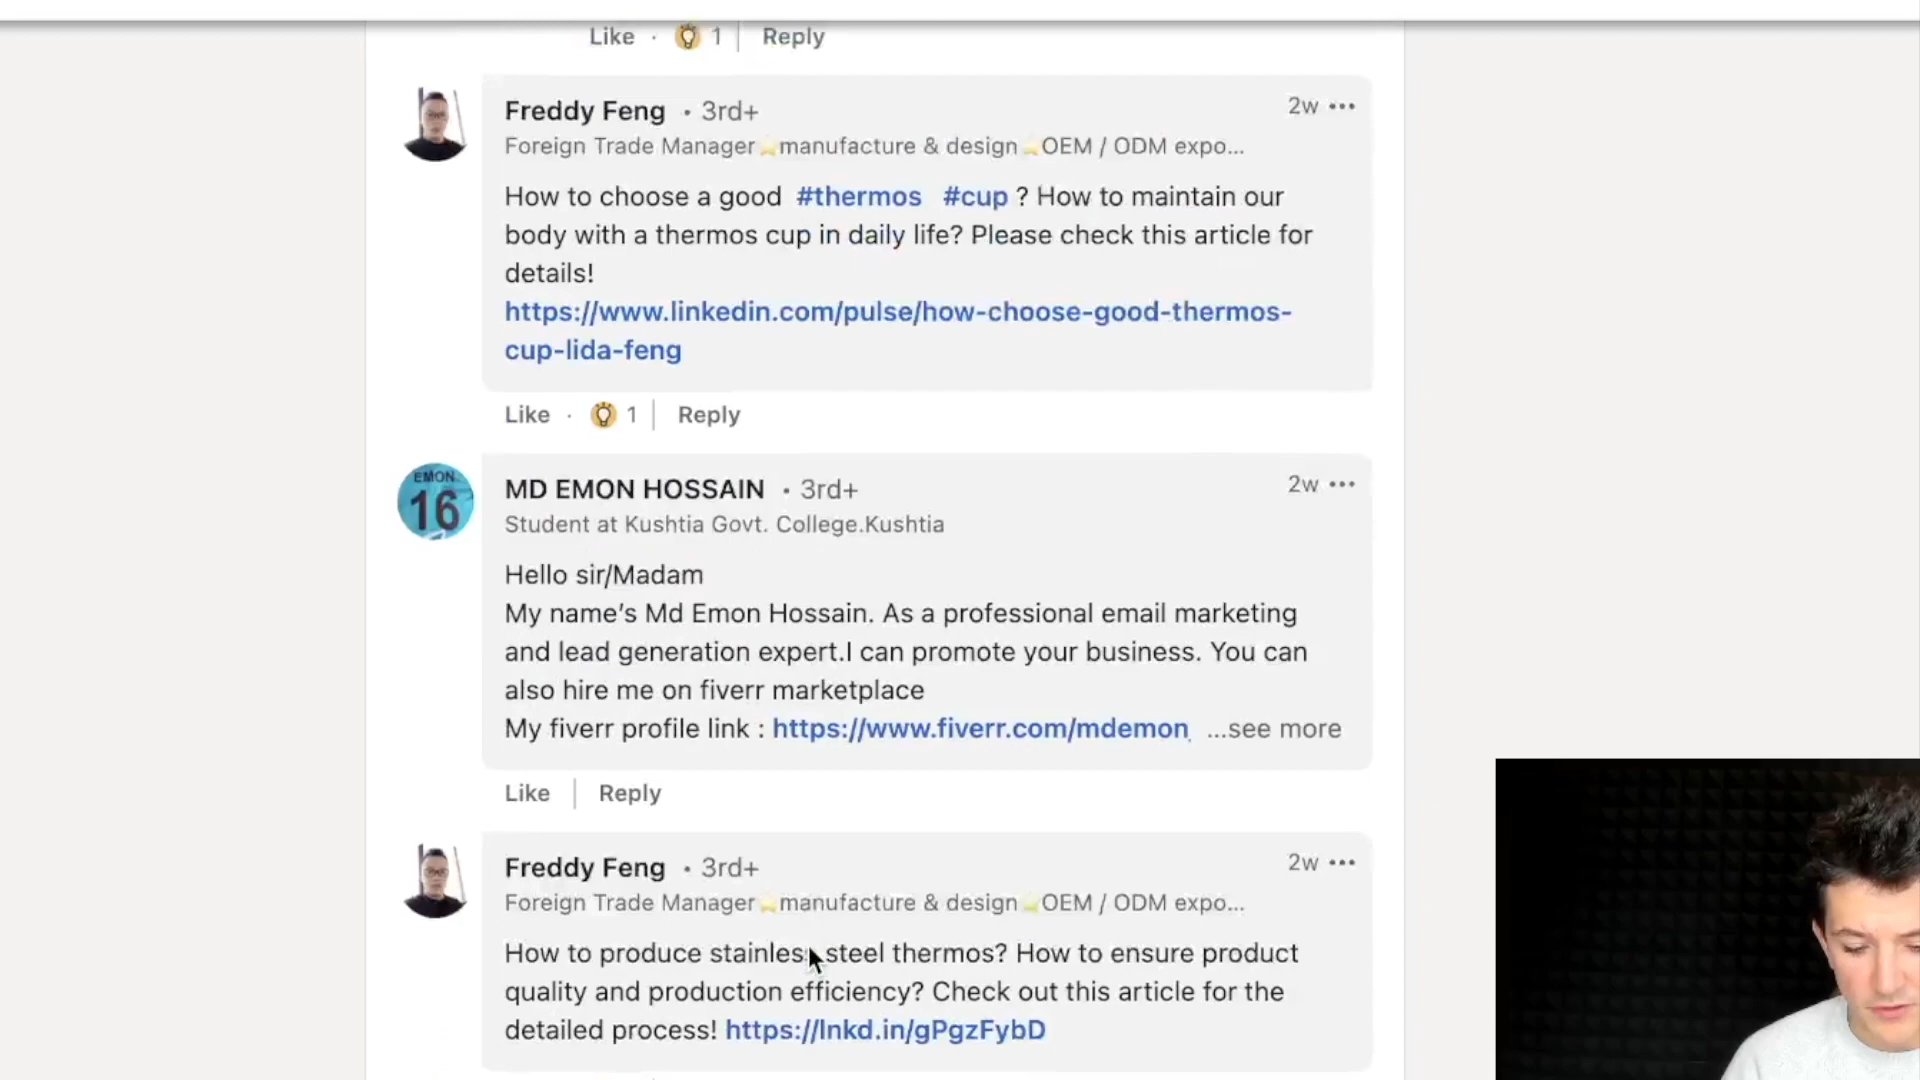 Like · 1 | Reply
Freddy Feng • 3rd+
2w •••
Foreign Trade Manager⭐manufacture & design⭐OEM / ODM expo...
How to choose a good #thermos #cup ? How to maintain our
body with a thermos cup in daily life? Please check this article for
details!
https://www.linkedin.com/pulse/how-choose-good-thermos-
cup-lida-feng
Like · 1 | Reply
EMON
16
MD EMON HOSSAIN • 3rd+
2w •••
Student at Kushtia Govt. College.Kushtia
Hello sir/Madam
My name’s Md Emon Hossain. As a professional email marketing
and lead generation expert.I can promote your business. You can
also hire me on fiverr marketplace
My fiverr profile link : https://www.fiverr.com/mdemon ...see more
Like | Reply
Freddy Feng • 3rd+
2w •••
Foreign Trade Manager⭐manufacture & design⭐OEM / ODM expo...
How to produce stainless steel thermos? How to ensure product
quality and production efficiency? Check out this article for the
detailed process! https://lnkd.in/gPgzFybD